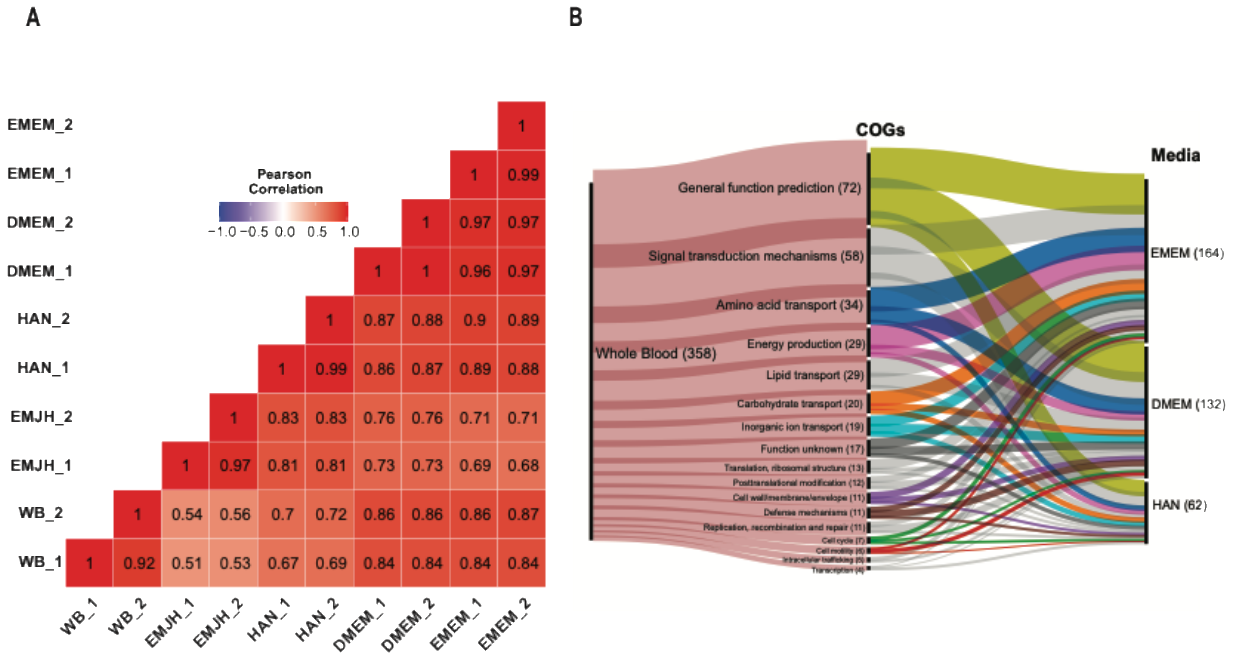 A
B
EMEM_2
1
EMEM_1
1 0.99
DMEM_2
1 0.97 0.97
DMEM_1
1 1 0.96 0.97
HAN_2
1 0.87 0.88 0.9 0.89
HAN_1
1 0.99 0.86 0.87 0.89 0.88
EMJH_2
1 0.83 0.83 0.76 0.76 0.71 0.71
EMJH_1
1 0.97 0.81 0.81 0.73 0.73 0.69 0.68
WB_2
1 0.54 0.56 0.7 0.72 0.86 0.86 0.86 0.87
WB_1
1 0.92 0.51 0.53 0.67 0.69 0.84 0.84 0.84 0.84
WB_1
WB_2
EMJH_1
EMJH_2
HAN_1
HAN_2
DMEM_1
DMEM_2
EMEM_1
EMEM_2
Pearson
Correlation
−1.0 −0.5 0.0 0.5 1.0
COGs
Media
Whole Blood (358)
General function prediction (72)
Signal transduction mechanisms (58)
Amino acid transport (34)
Energy production (29)
Lipid transport (29)
Carbohydrate transport (20)
Inorganic ion transport (19)
Function unknown (17)
Translation, ribosomal structure (13)
Posttranslational modification (12)
Cell wall/membrane/envelope (11)
Defense mechanisms (11)
Replication, recombination and repair (11)
Cell cycle (7)
Cell motility (6)
Intracellular trafficking (5)
Transcription (4)
EMEM (164)
DMEM (132)
HAN (62)